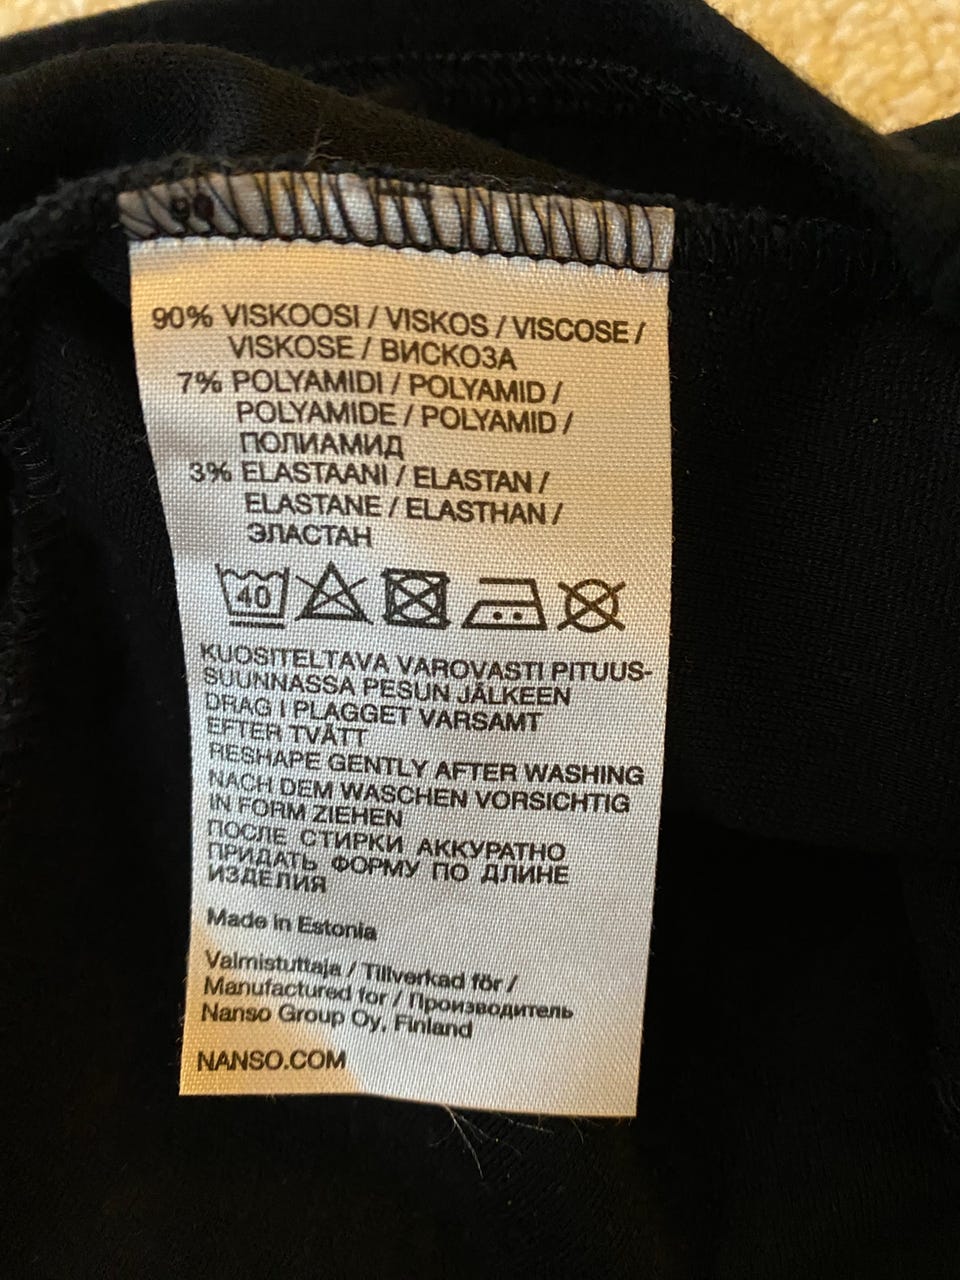 90% VISKOOSI / VISKOS / VISCOSE /
VISKOSE / ВИСКОЗА
7% POLYAMIDI / POLYAMID /
POLYAMIDE / POLYAMID /
ПОЛИАМИД
3% ELASTAANI / ELASTAN /
ELASTANE / ELASTHAN /
ЭЛАСТАН
40
KUOSITELTAVA VAROVASTI PITUUS-
SUUNNASSA PESUN JÄLKEEN
DRAG I PLAGGET VARSAMT
EFTER TVÄTT
RESHAPE GENTLY AFTER WASHING
NACH DEM WASCHEN VORSICHTIG
IN FORM ZIEHEN
ПОСЛЕ СТИРКИ АККУРАТНО
ПРИДАТЬ ФОРМУ ПО ДЛИНЕ
ИЗДЕЛИЯ
Made in Estonia
Valmistuttaja / Tillverkad för /
Manufactured for / Производитель
Nanso Group Oy, Finland
NANSO.COM